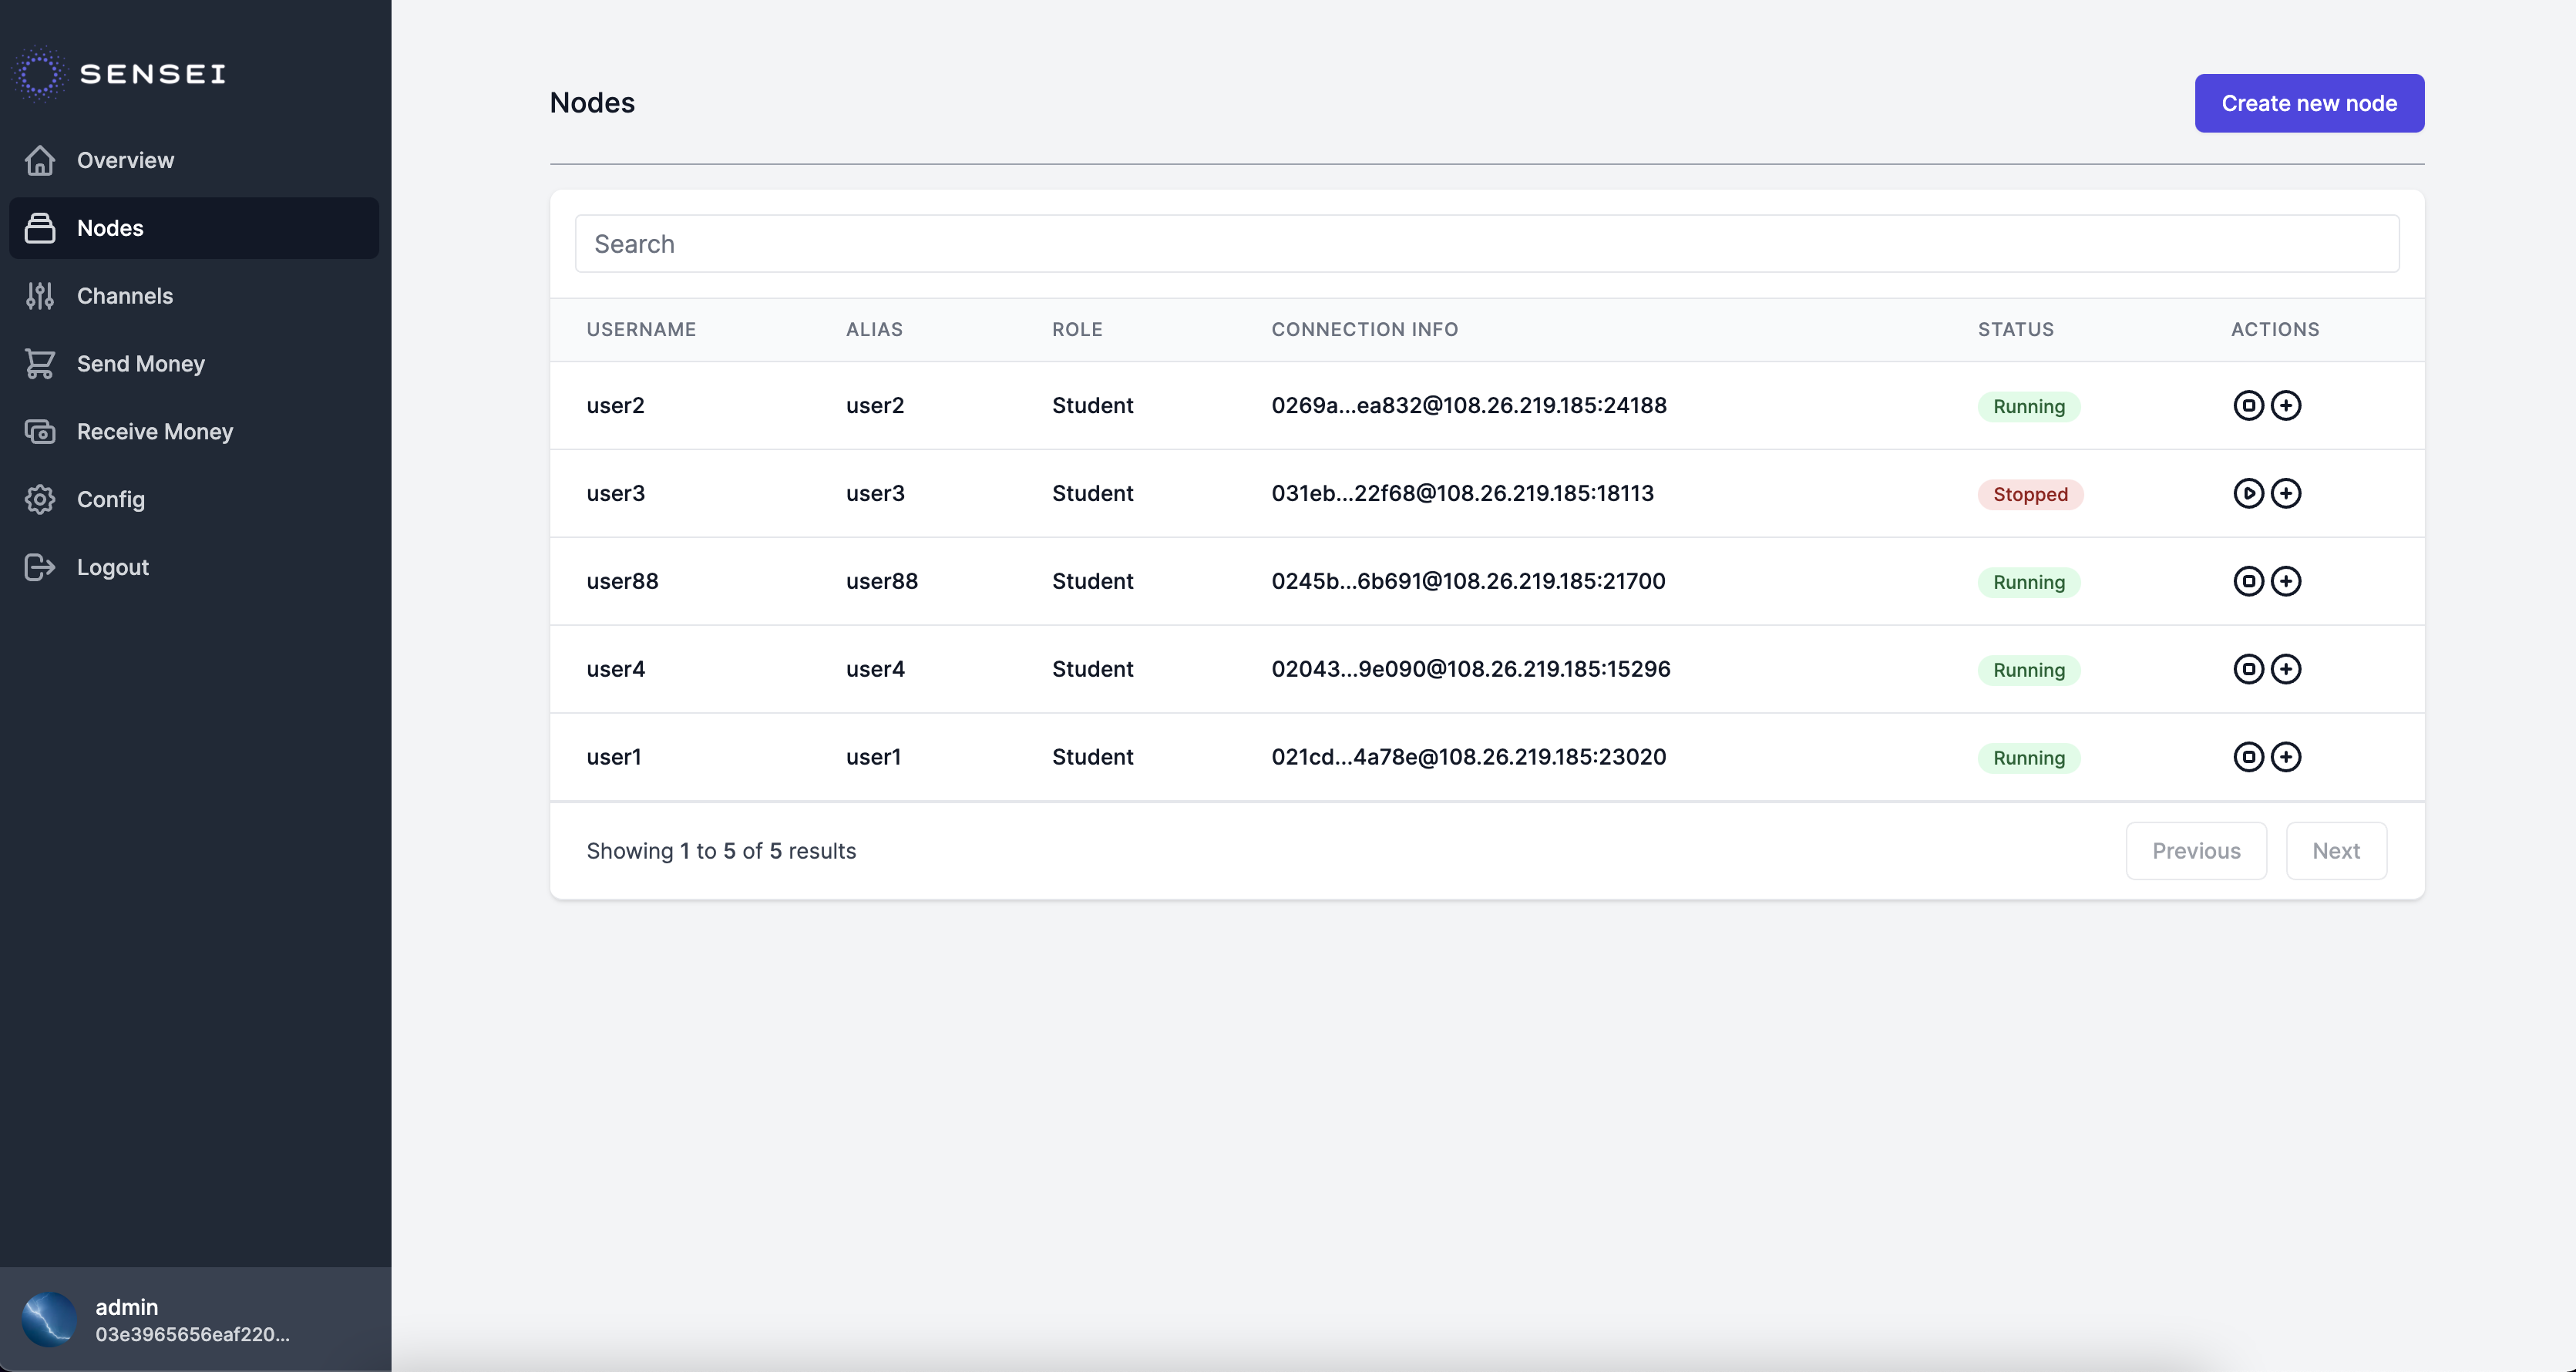 SENSEI
Overview
Nodes
Channels
Send Money
Receive Money
Config
Logout
admin
03e3965656eaf220...
Nodes
Create new node
Search
USERNAME ALIAS ROLE CONNECTION INFO STATUS ACTIONS
user2 user2 Student 0269a...ea832@108.26.219.185:24188 Running
user3 user3 Student 031eb...22f68@108.26.219.185:18113 Stopped
user88 user88 Student 0245b...6b691@108.26.219.185:21700 Running
user4 user4 Student 02043...9e090@108.26.219.185:15296 Running
user1 user1 Student 021cd...4a78e@108.26.219.185:23020 Running
Showing 1 to 5 of 5 results
Previous Next